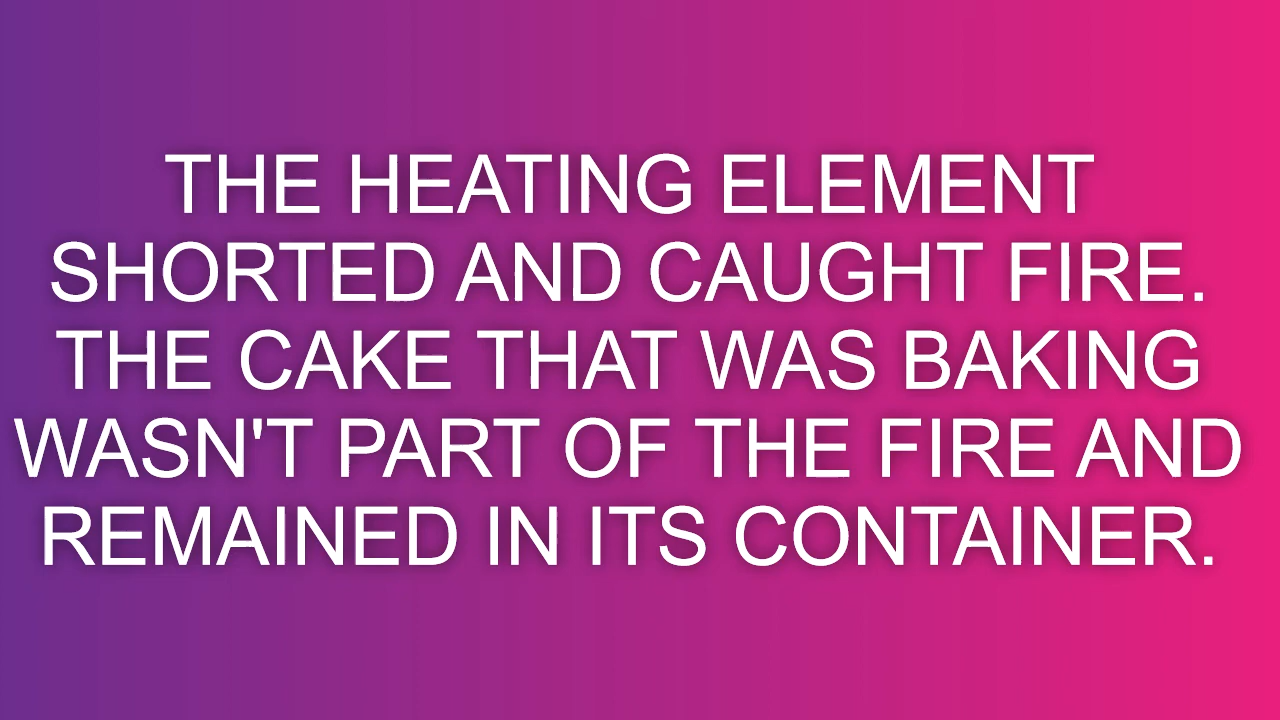 THE HEATING ELEMENT
SHORTED AND CAUGHT FIRE.
THE CAKE THAT WAS BAKING
WASN'T PART OF THE FIRE AND
REMAINED IN ITS CONTAINER.